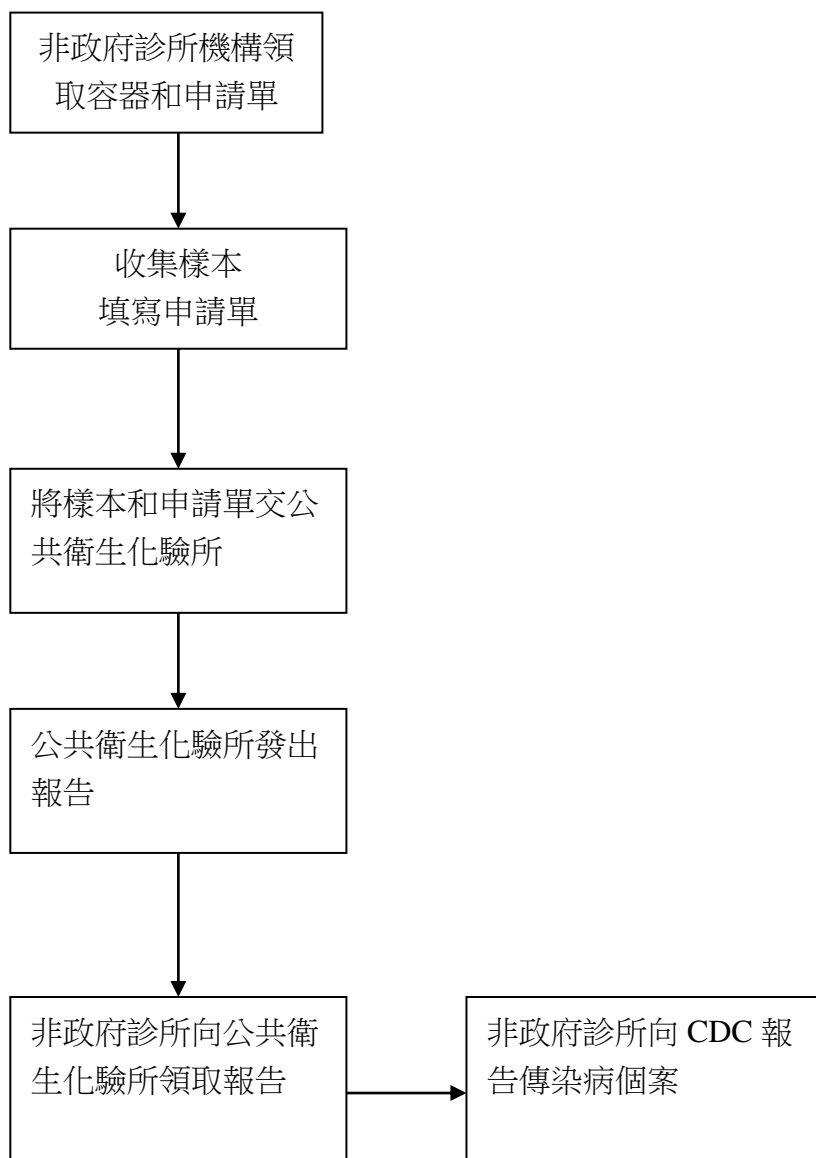 非政府診所機構領
取容器和申請單
收集樣本
填寫申請單
將樣本和申請單交公
共衛生化驗所
公共衛生化驗所發出
報告
非政府診所向公共衛
生化驗所領取報告
非政府診所向 CDC 報
告傳染病個案